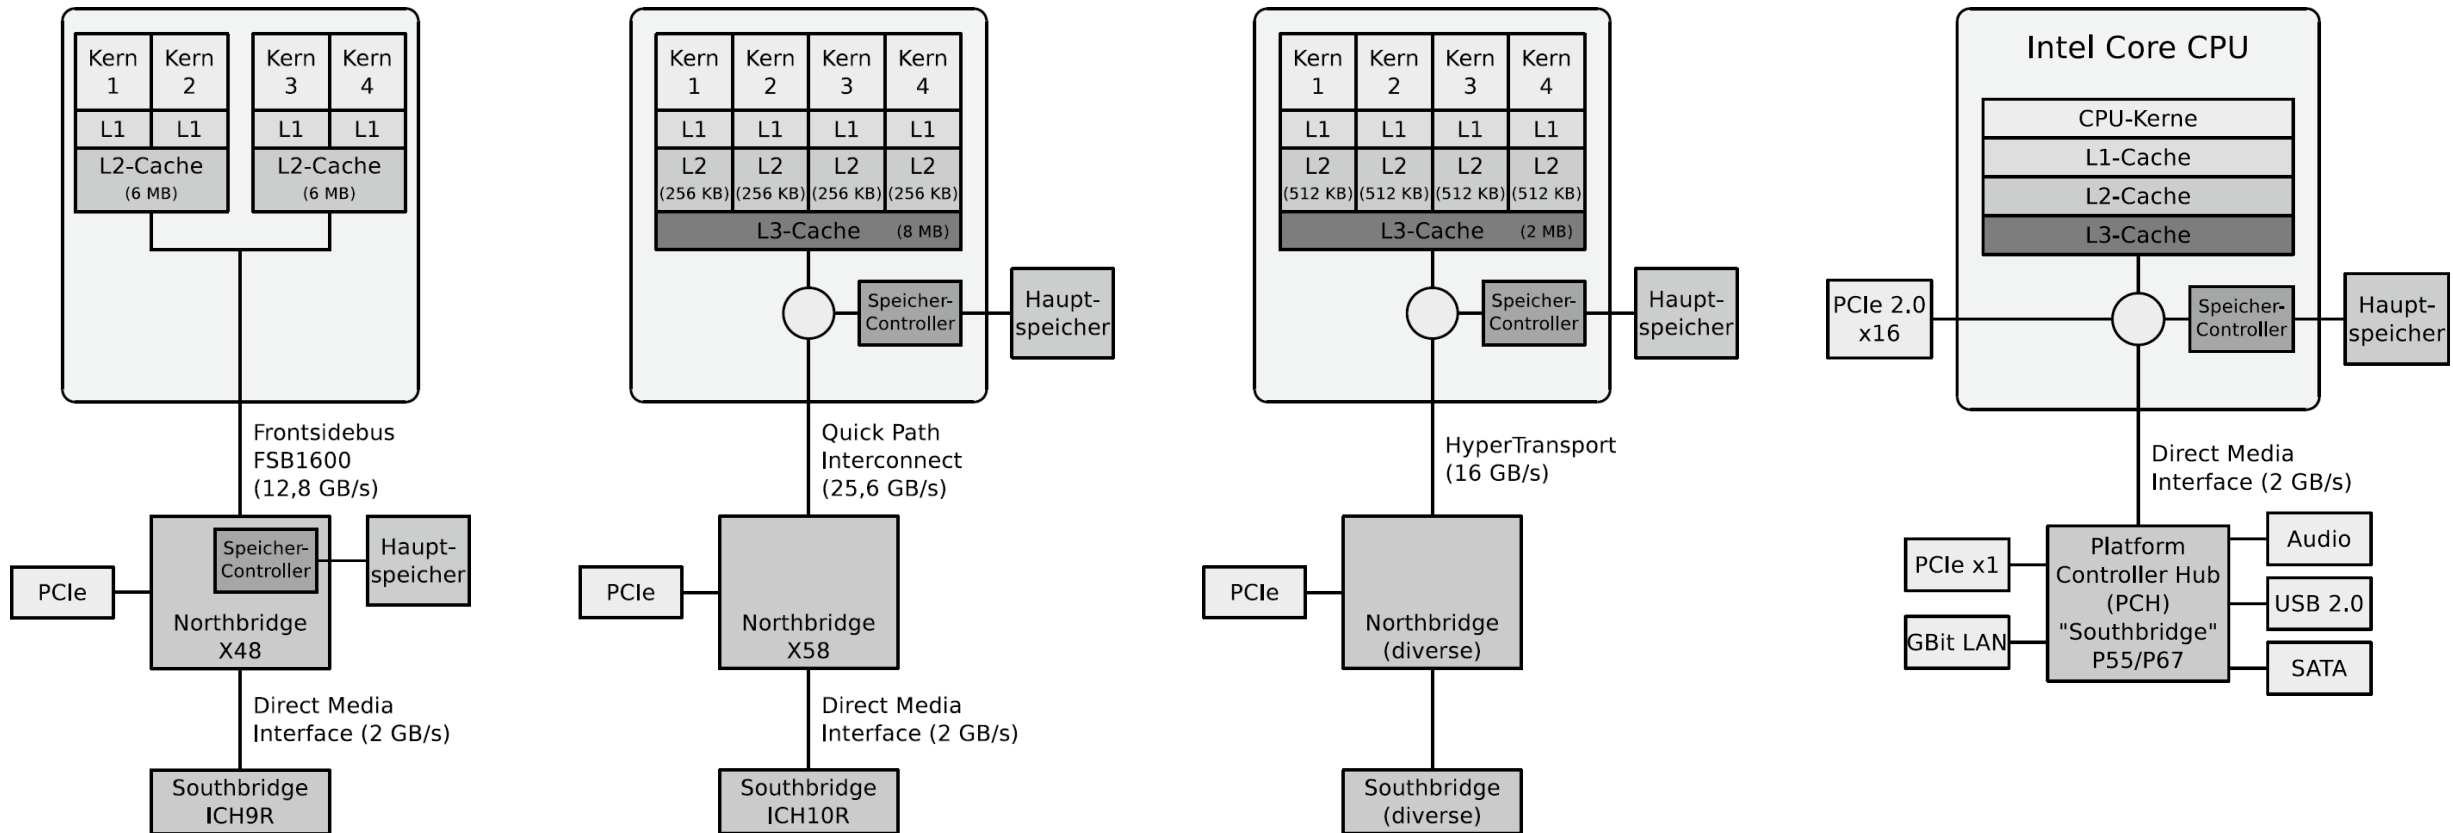 Kern
1
Kern
2
Kern
3
Kern
4
L1
L1
L1
L1
L2-Cache
(6 MB)
L2-Cache
(6 MB)
Frontsidebus
FSB1600
(12,8 GB/s)
Speicher-
Controller
Haupt-
speicher
PCIe
Northbridge
X48
Direct Media
Interface (2 GB/s)
Southbridge
ICH9R
Kern
1
Kern
2
Kern
3
Kern
4
L1
L1
L1
L1
L2
(256 KB)
L2
(256 KB)
L2
(256 KB)
L2
(256 KB)
L3-Cache (8 MB)
Speicher-
Controller
Haupt-
speicher
Quick Path
Interconnect
(25,6 GB/s)
PCIe
Northbridge
X58
Direct Media
Interface (2 GB/s)
Southbridge
ICH10R
Kern
1
Kern
2
Kern
3
Kern
4
L1
L1
L1
L1
L2
(512 KB)
L2
(512 KB)
L2
(512 KB)
L2
(512 KB)
L3-Cache (2 MB)
Speicher-
Controller
Haupt-
speicher
HyperTransport
(16 GB/s)
PCIe
Northbridge
(diverse)
Southbridge
(diverse)
Intel Core CPU
CPU-Kerne
L1-Cache
L2-Cache
L3-Cache
PCIe 2.0
x16
Speicher-
Controller
Haupt-
speicher
Direct Media
Interface (2 GB/s)
PCIe x1
GBit LAN
Platform
Controller Hub
(PCH)
"Southbridge"
P55/P67
Audio
USB 2.0
SATA